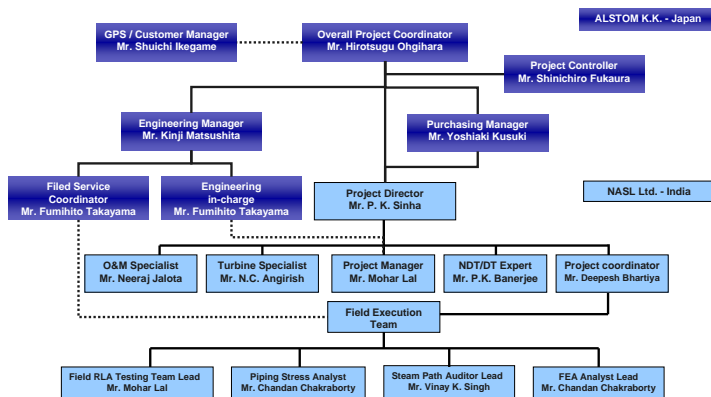 GPS / Customer Manager
Mr. Shuichi Ikegame
Overall Project Coordinator
Mr. Hirotsugu Ohgihara
ALSTOM K.K. - Japan
Project Controller
Mr. Shinichiro Fukaura
Engineering Manager
Mr. Kinji Matsushita
Purchasing Manager
Mr. Yoshiaki Kusuki
Filed Service
Coordinator
Mr. Fumihito Takayama
Engineering
in-charge
Mr. Fumihito Takayama
Project Director
Mr. P. K. Sinha
NASL Ltd. - India
O&M Specialist
Mr. Neeraj Jalota
Turbine Specialist
Mr. N.C. Angirish
Project Manager
Mr. Mohar Lal
NDT/DT Expert
Mr. P.K. Banerjee
Project coordinator
Mr. Deepesh Bhartiya
Field Execution
Team
Field RLA Testing Team Lead
Mr. Mohar Lal
Piping Stress Analyst
Mr. Chandan Chakraborty
Steam Path Auditor Lead
Mr. Vinay K. Singh
FEA Analyst Lead
Mr. Chandan Chakraborty